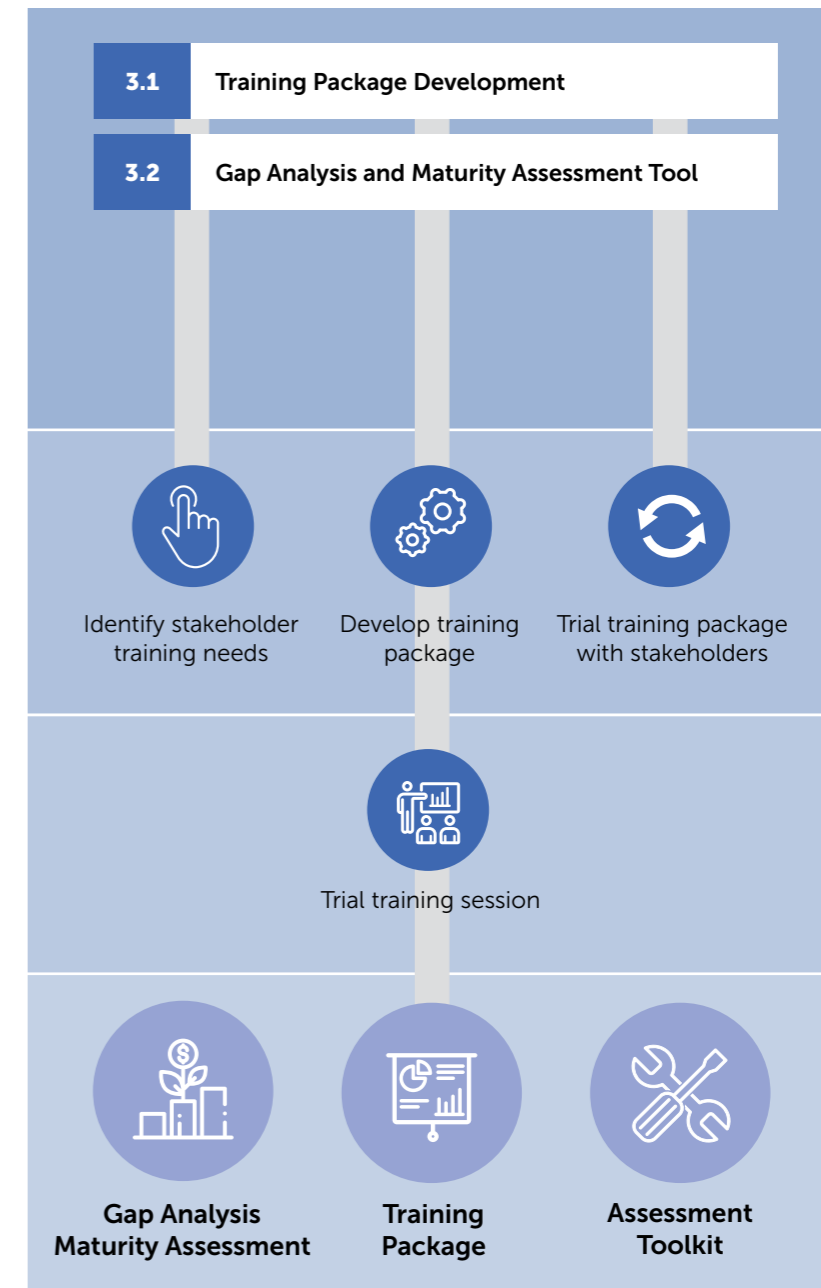 3.1 Training Package Development
3.2 Gap Analysis and Maturity Assessment Tool
Identify stakeholder
training needs
Develop training
package
Trial training package
with stakeholders
Trial training session
$
Gap Analysis
Maturity Assessment
Training
Package
Assessment
Toolkit